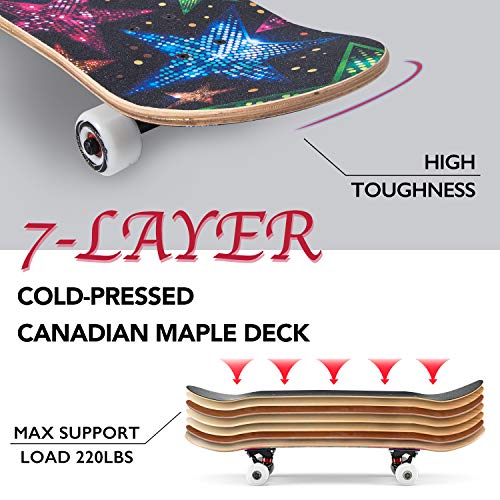 HIGH
TOUGHNESS
7-LAYER
COLD-PRESSED
CANADIAN MAPLE DECK
MAX SUPPORT
LOAD 220LBS